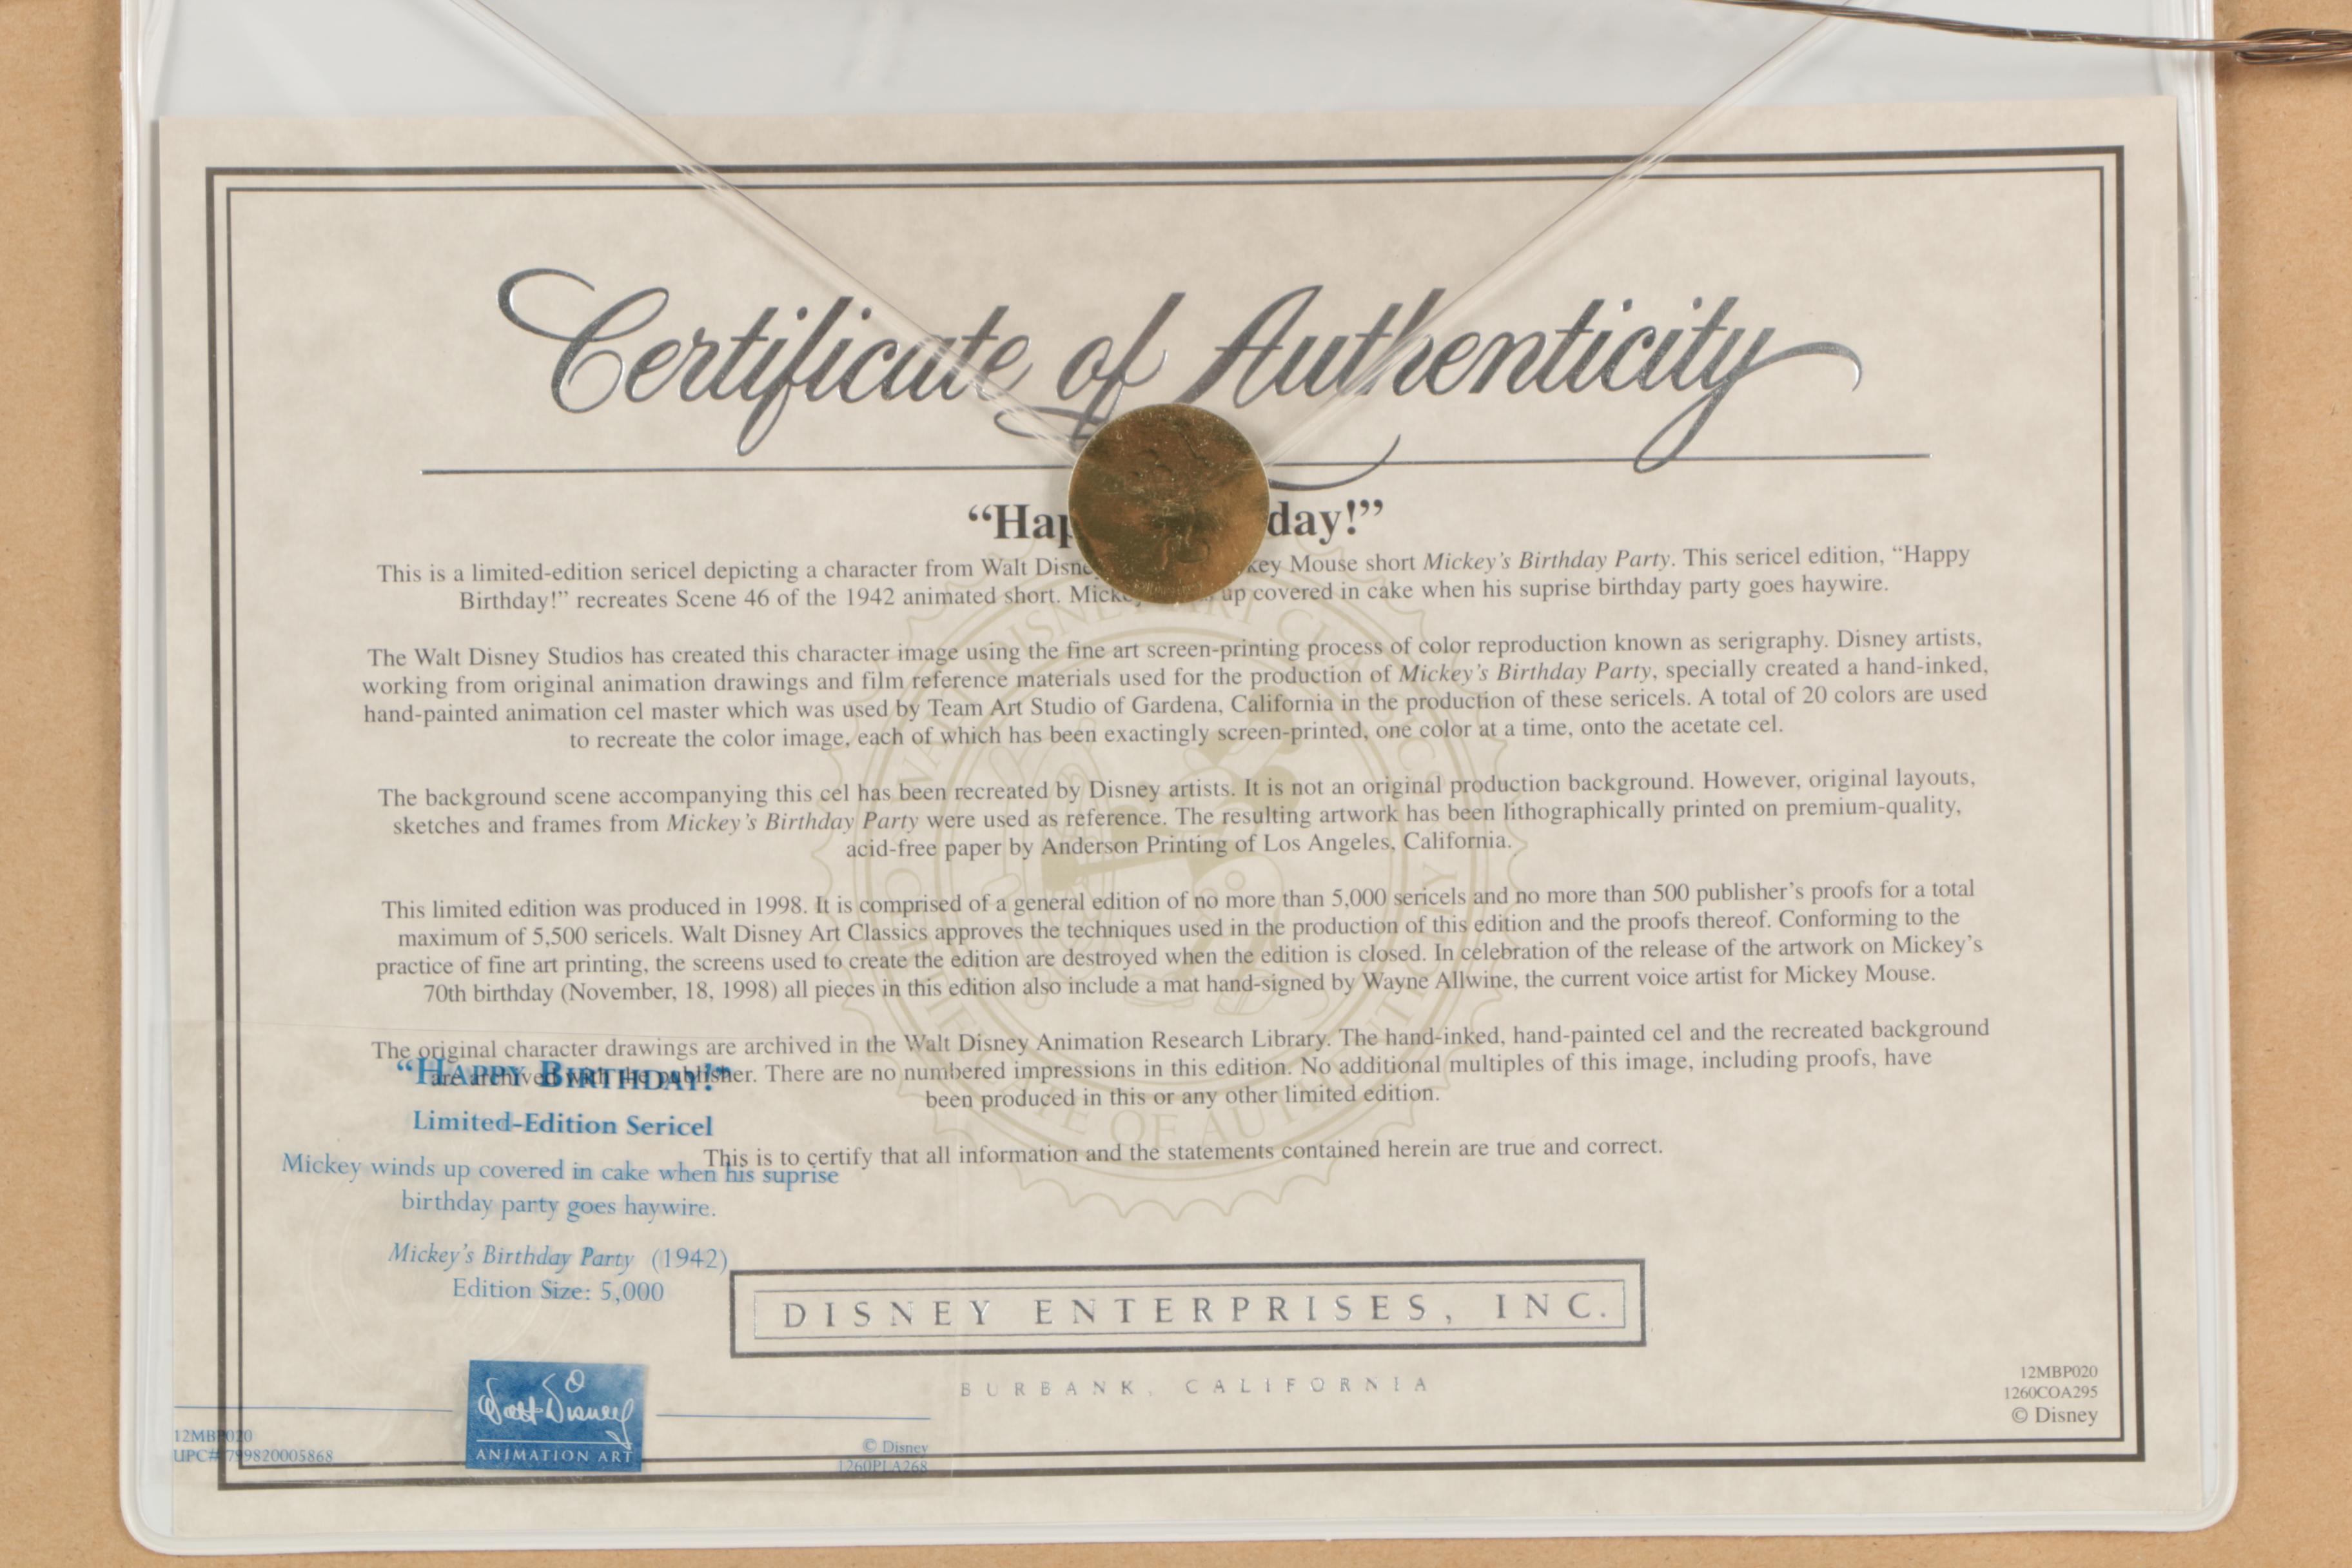 Certificate of Authenticity
“Hap day!”
This is a limited-edition sericel depicting a character from Walt Disne key Mouse short Mickey’s Birthday Party. This sericel edition, “Happy
Birthday!” recreates Scene 46 of the 1942 animated short. Micke up covered in cake when his suprise birthday party goes haywire.
The Walt Disney Studios has created this character image using the fine art screen-printing process of color reproduction known as serigraphy. Disney artists,
working from original animation drawings and film reference materials used for the production of Mickey’s Birthday Party, specially created a hand-inked,
hand-painted animation cel master which was used by Team Art Studio of Gardena, California in the production of these sericels. A total of 20 colors are used
to recreate the color image, each of which has been exactingly screen-printed, one color at a time, onto the acetate cel.
The background scene accompanying this cel has been recreated by Disney artists. It is not an original production background. However, original layouts,
sketches and frames from Mickey’s Birthday Party were used as reference. The resulting artwork has been lithographically printed on premium-quality,
acid-free paper by Anderson Printing of Los Angeles, California.
This limited edition was produced in 1998. It is comprised of a general edition of no more than 5,000 sericels and no more than 500 publisher’s proofs for a total
maximum of 5,500 sericels. Walt Disney Art Classics approves the techniques used in the production of this edition and the proofs thereof. Conforming to the
practice of fine art printing, the screens used to create the edition are destroyed when the edition is closed. In celebration of the release of the artwork on Mickey’s
70th birthday (November, 18, 1998) all pieces in this edition also include a mat hand-signed by Wayne Allwine, the current voice artist for Mickey Mouse.
The original character drawings are archived in the Walt Disney Animation Research Library. The hand-inked, hand-painted cel and the recreated background
are archived with the publisher. There are no numbered impressions in this edition. No additional multiples of this image, including proofs, have
been produced in this or any other limited edition.
This is to certify that all information and the statements contained herein are true and correct.
“HAPPY BIRTHDAY!”
Limited-Edition Sericel
Mickey winds up covered in cake when his suprise
birthday party goes haywire.
Mickey’s Birthday Party (1942)
Edition Size: 5,000
DISNEY ENTERPRISES, INC.
BURBANK, CALIFORNIA
Walt Disney
ANIMATION ART
12MBP020
UPC# 799820005868
© Disney
1260PLA268
12MBP020
1260COA295
© Disney